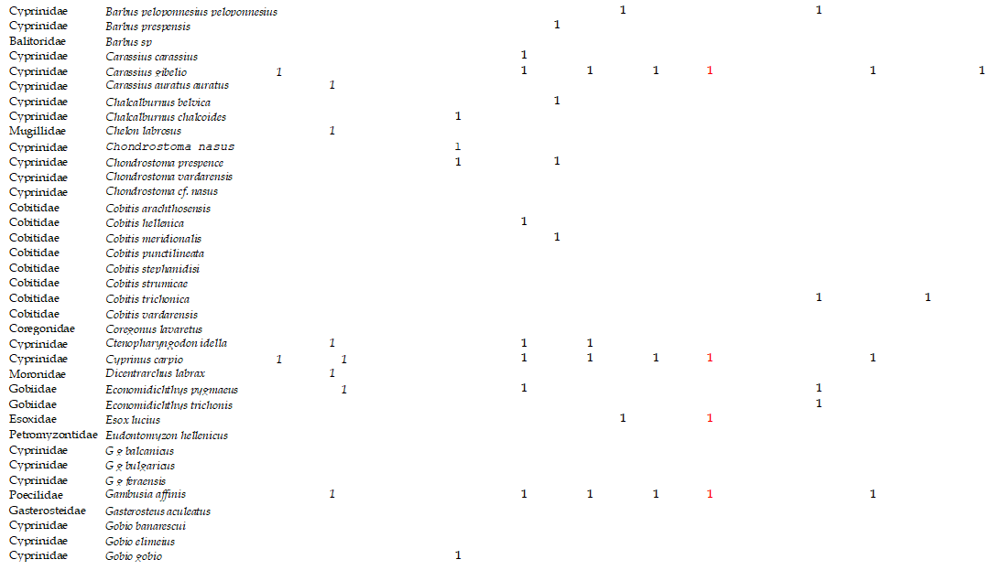 Cyprinidae Barbus peloponnesius peloponnesius 1 1
Cyprinidae Barbus prespensis 1
Balitoridae Barbus sp
Cyprinidae Carassius carassius 1
Cyprinidae Carassius gibelio 1 1 1 1 1 1 1
Cyprinidae Carassius auratus auratus 1
Cyprinidae Chalcalburnus belvica 1
Cyprinidae Chalcalburnus chalcoides 1
Mugillidae Chelon labrosus 1
Cyprinidae Chondrostoma nasus 1
Cyprinidae Chondrostoma prespence 1 1
Cyprinidae Chondrostoma vardarensis
Cyprinidae Chondrostoma cf. nasus
Cobitidae Cobitis arachthosensis
Cobitidae Cobitis hellenica 1
Cobitidae Cobitis meridionalis 1
Cobitidae Cobitis punctilineata
Cobitidae Cobitis stephanidisi
Cobitidae Cobitis strumicae
Cobitidae Cobitis trichonica 1 1
Cobitidae Cobitis vardarensis
Coregonidae Coregonus lavaretus
Cyprinidae Ctenopharyngodon idella 1 1 1
Cyprinidae Cyprinus carpio 1 1 1 1 1 1 1
Moronidae Dicentrarchus labrax 1
Gobiidae Economidichthys pygmaeus 1 1 1
Gobiidae Economidichthys trichonis 1
Esoxidae Esox lucius 1 1
Petromyzontidae Eudontomyzon hellenicus
Cyprinidae G g balcanicus
Cyprinidae G g bulgaricus
Cyprinidae G g feraensis
Poecilidae Gambusia affinis 1 1 1 1 1 1
Gasterosteidae Gasterosteus aculeatus
Cyprinidae Gobio banarescui
Cyprinidae Gobio elimeius
Cyprinidae Gobio gobio 1